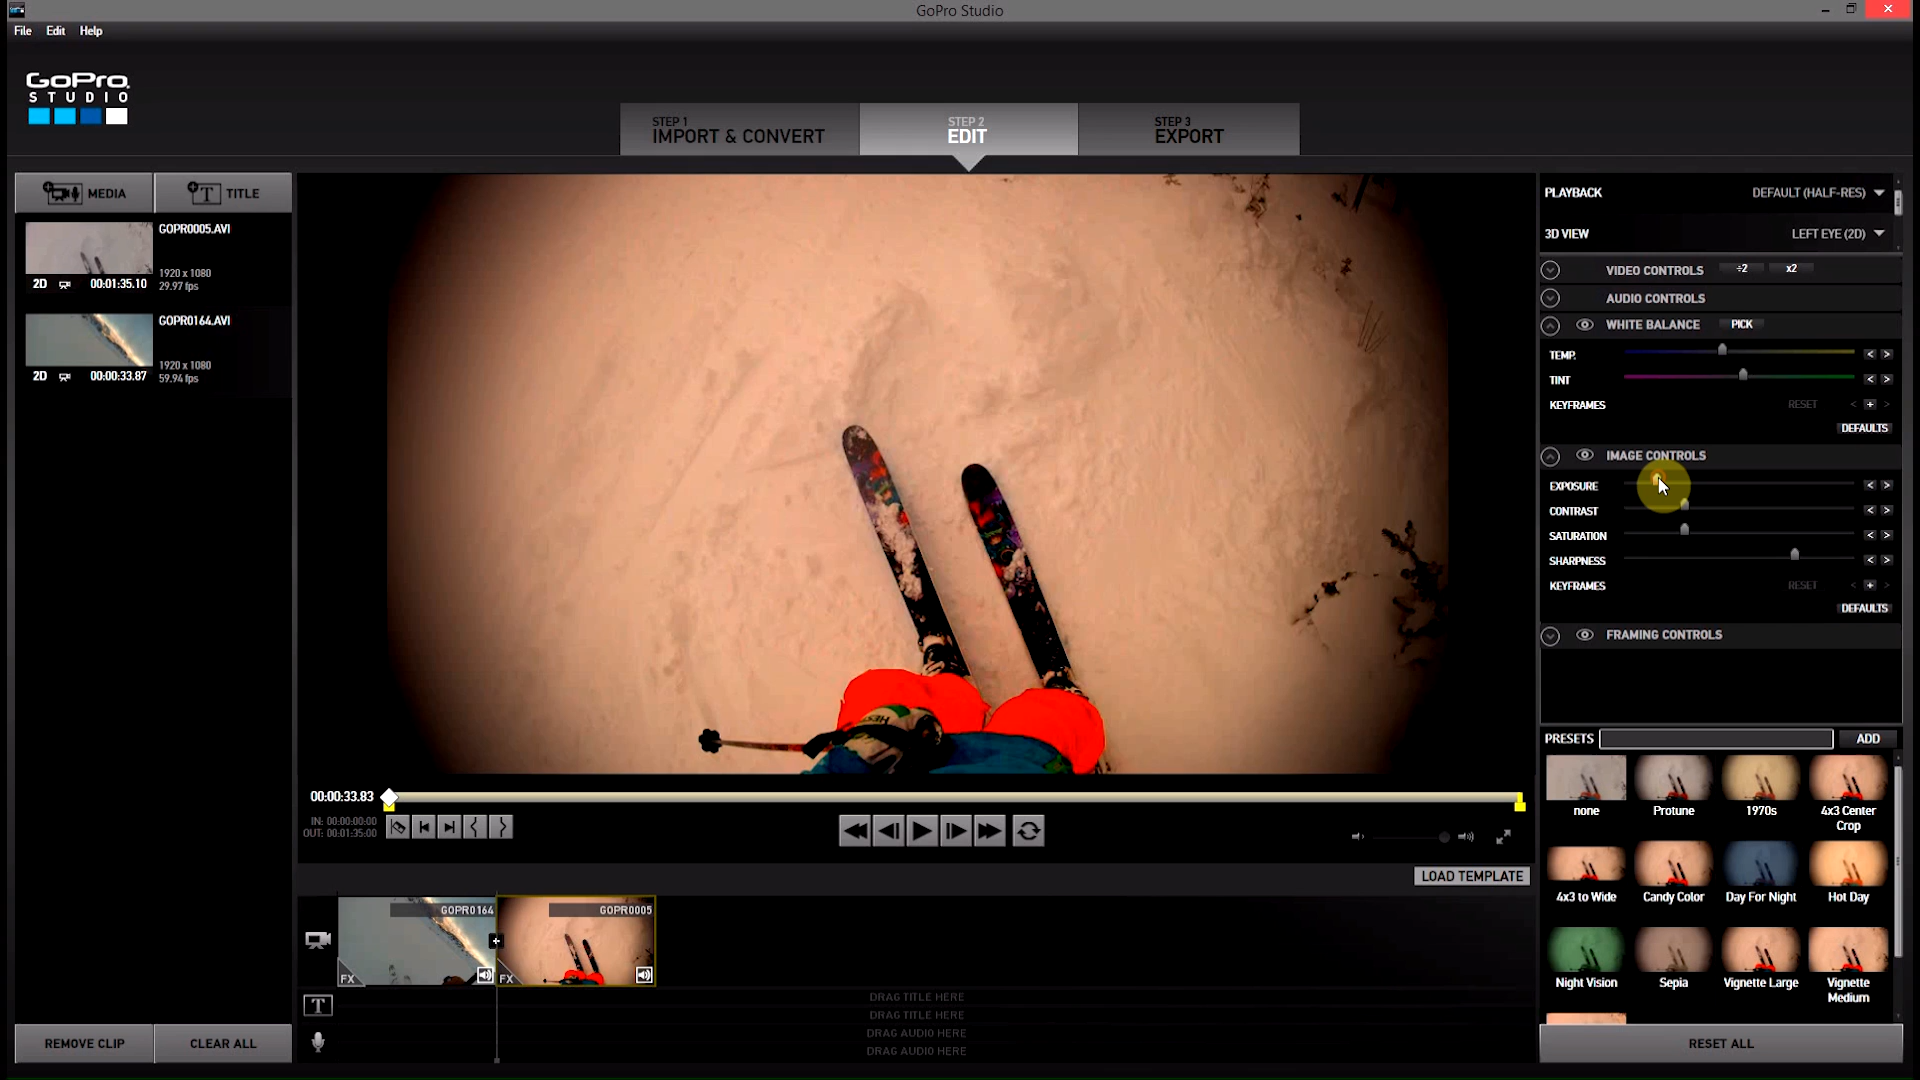 GoPro Studio
File Edit Help
GoPro
STUDIO
STEP 1
IMPORT & CONVERT
STEP 2
EDIT
STEP 3
EXPORT
MEDIA
T TITLE
GOPR0005.AVI
1920 x 1080
29.97 fps
2D 00:01:35.10
GOPR0164.AVI
1920 x 1080
59.94 fps
2D 00:00:33.87
REMOVE CLIP
CLEAR ALL
HESTRA
00:00:33.83
IN: 00:00:00:00
OUT: 00:01:35:00
LOAD TEMPLATE
GOPR0164
GOPR0005
FX
FX
T
DRAG TITLE HERE
DRAG TITLE HERE
DRAG AUDIO HERE
DRAG AUDIO HERE
PLAYBACK DEFAULT (HALF-RES)
3D VIEW LEFT EYE (2D)
VIDEO CONTROLS ÷2 x2
AUDIO CONTROLS
WHITE BALANCE PICK
TEMP. < >
TINT < >
KEYFRAMES RESET < + >
DEFAULTS
IMAGE CONTROLS
EXPOSURE < >
CONTRAST < >
SATURATION < >
SHARPNESS < >
KEYFRAMES RESET < + >
DEFAULTS
FRAMING CONTROLS
PRESETS ADD
none
Protune
1970s
4x3 Center
Crop
4x3 to Wide
Candy Color
Day For Night
Hot Day
Night Vision
Sepia
Vignette Large
Vignette
Medium
RESET ALL